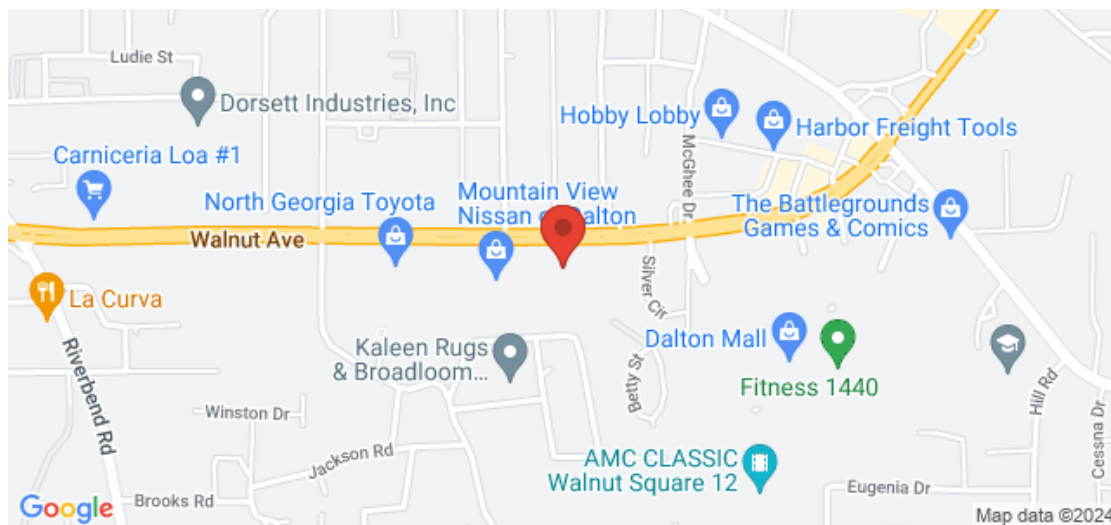 Ludie St
Dorsett Industries, Inc
Hobby Lobby
Harbor Freight Tools
McGhee Dr
Carniceria Loa #1
North Georgia Toyota
Mountain View
Nissan of Dalton
The Battlegrounds
Games & Comics
Walnut Ave
Silver Cir
La Curva
Kaleen Rugs
& Broadloom...
Dalton Mall
Fitness 1440
Betty St
Riverbend Rd
Hill Rd
Cessna Dr
Winston Dr
Jackson Rd
AMC CLASSIC
Walnut Square 12
Brooks Rd
Eugenia Dr
Google
Map data ©2024